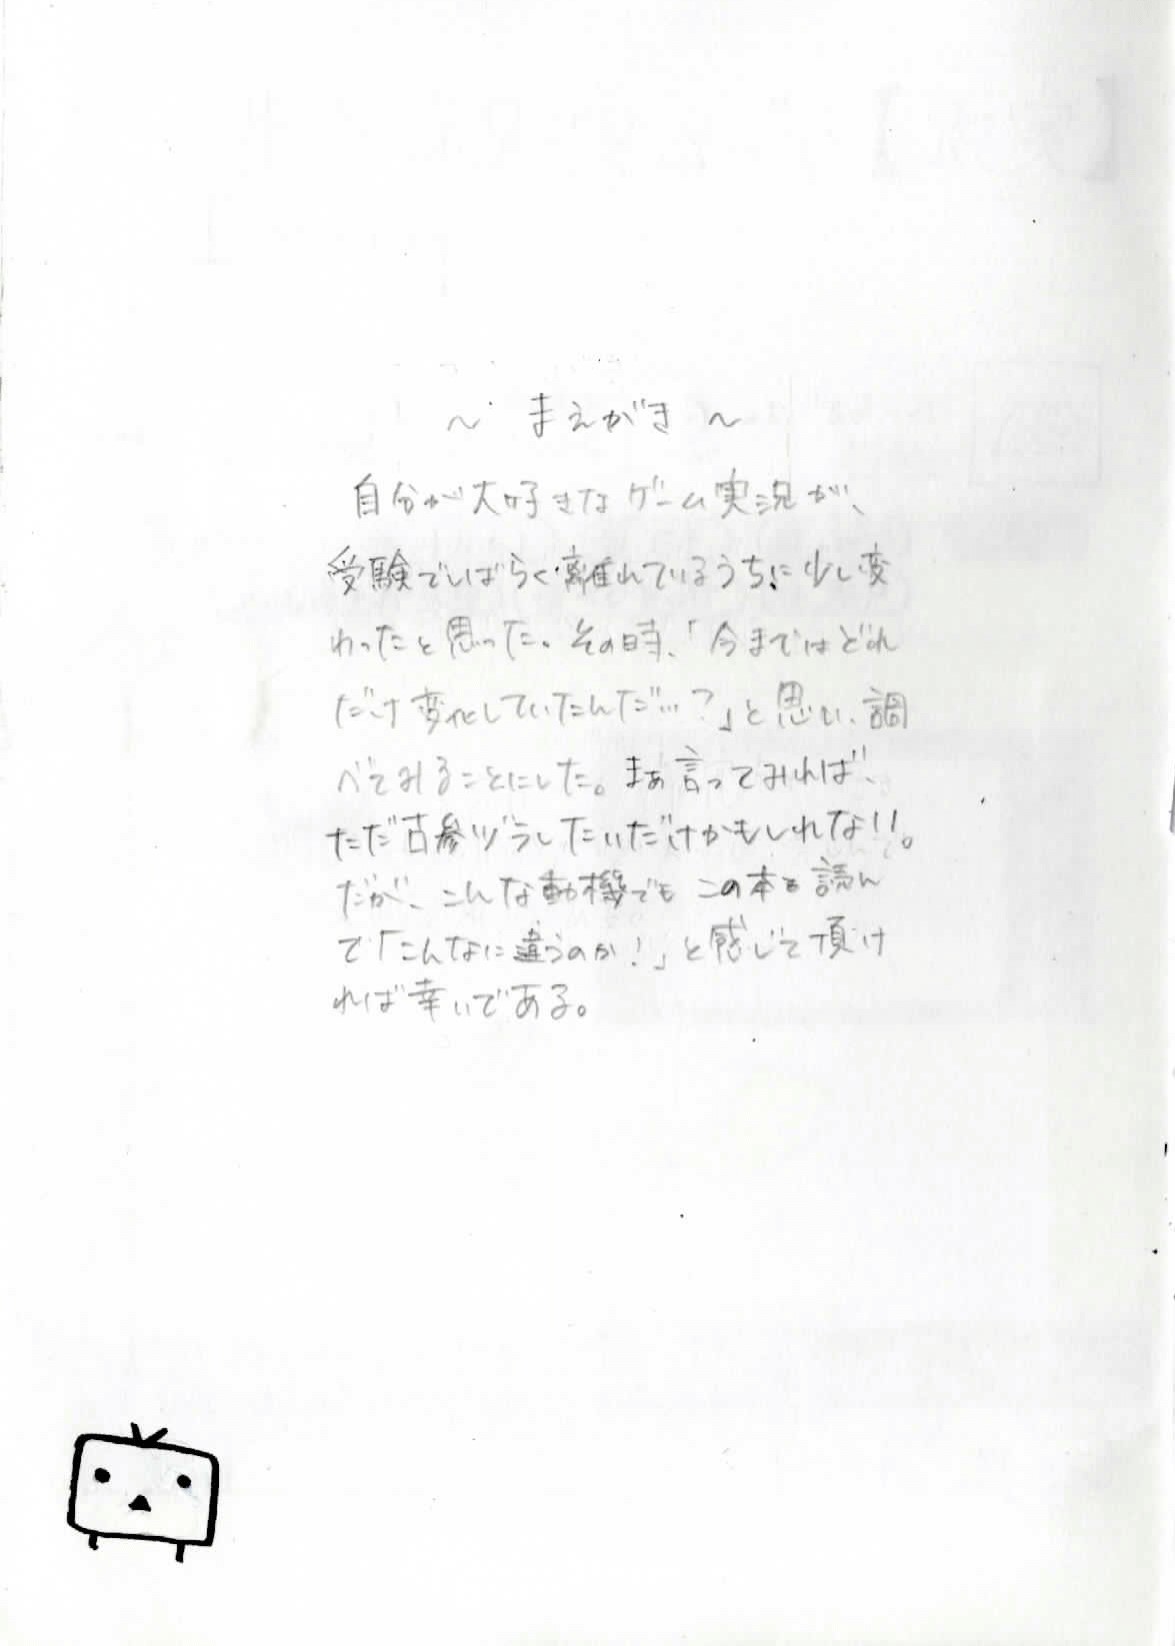 ～ まえがき ～
自分が大好きなゲーム実況が、
受験でしばらく離れているうちに少し変
わったと思った。その時、「今まではどれ
だけ変化していたんだ…?」と思い、調
べてみることにした。まぁ言ってみれば、
ただ古参ヅラしたいだけかもしれない。
だが、こんな動機でもこの本を読ん
で「こんなに違うのか!」と感じて頂け
れば幸いである。